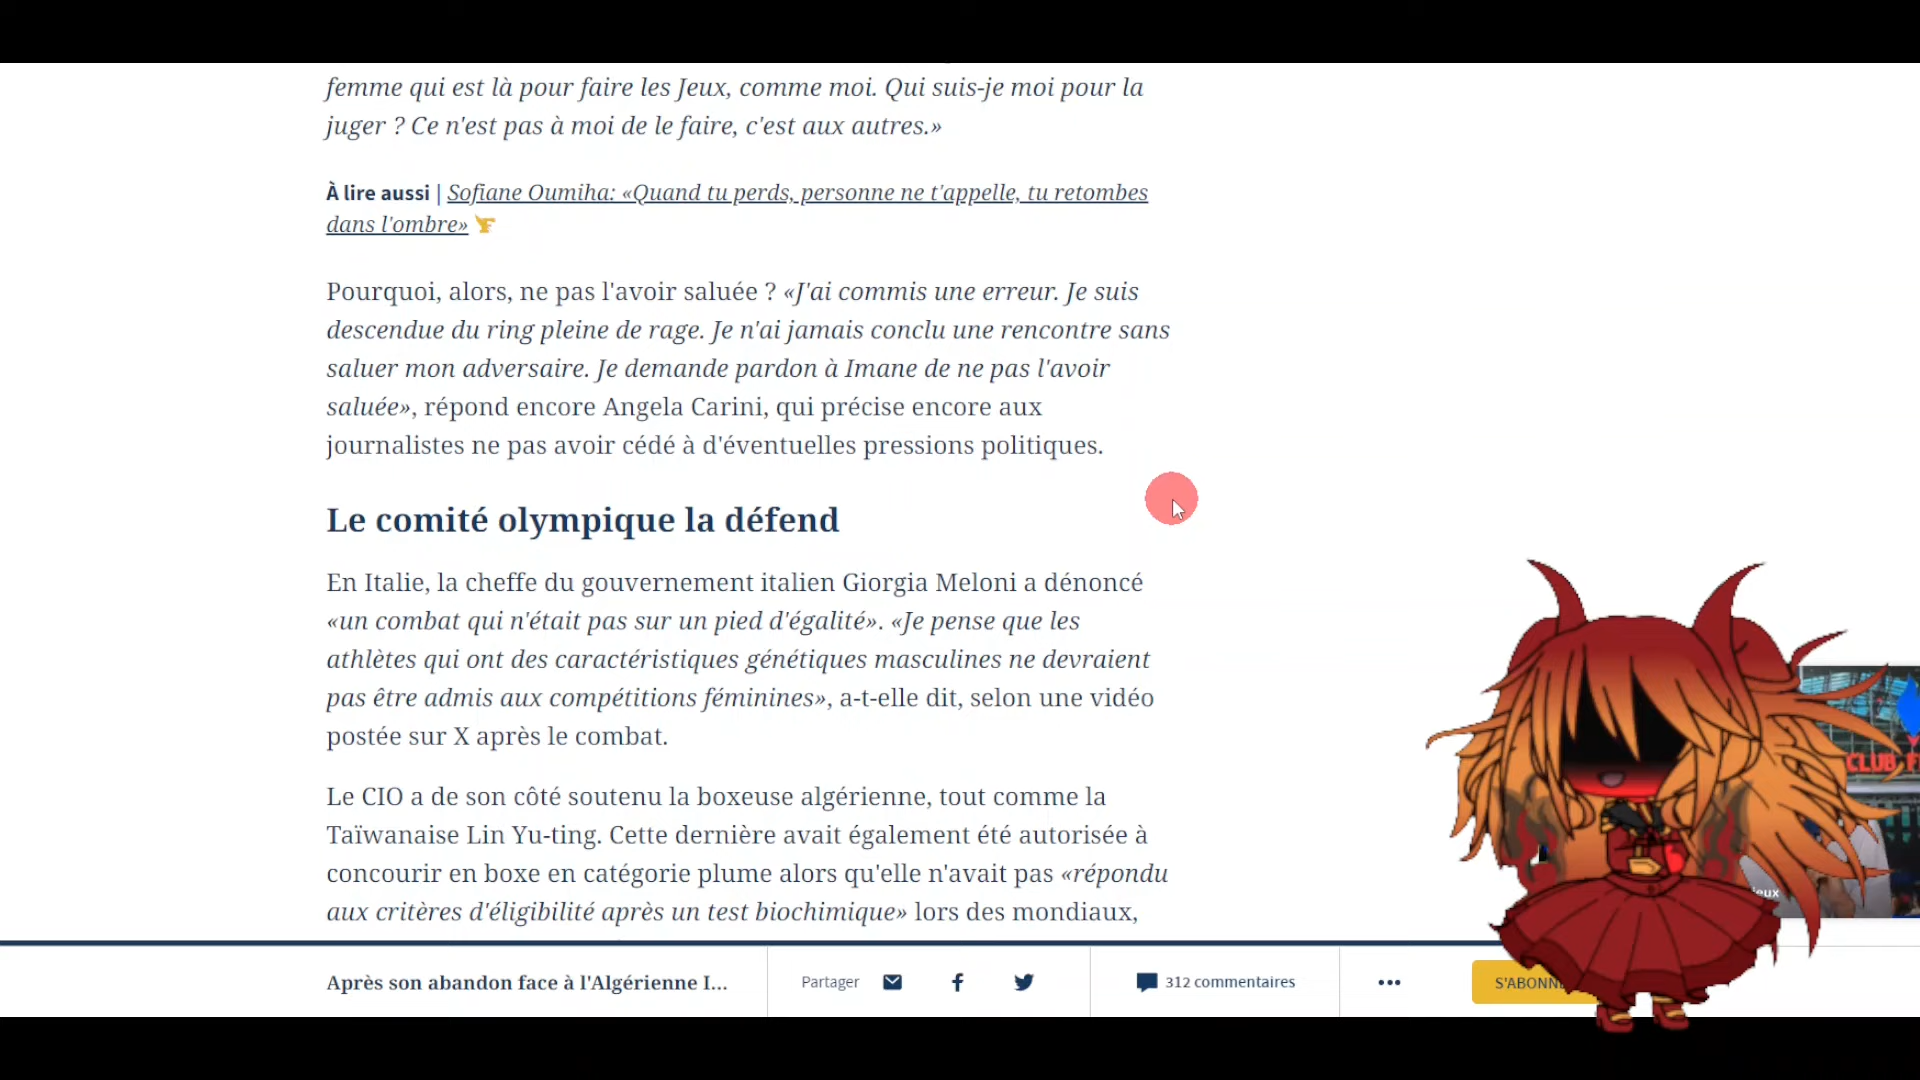 femme qui est là pour faire les Jeux, comme moi. Qui suis-je moi pour la
juger ? Ce n'est pas à moi de le faire, c'est aux autres.»
À lire aussi | Sofiane Oumiha: «Quand tu perds, personne ne t'appelle, tu retombes
dans l'ombre»
Pourquoi, alors, ne pas l'avoir saluée ? «J'ai commis une erreur. Je suis
descendue du ring pleine de rage. Je n'ai jamais conclu une rencontre sans
saluer mon adversaire. Je demande pardon à Imane de ne pas l'avoir
saluée», répond encore Angela Carini, qui précise encore aux
journalistes ne pas avoir cédé à d'éventuelles pressions politiques.
Le comité olympique la défend
En Italie, la cheffe du gouvernement italien Giorgia Meloni a dénoncé
«un combat qui n'était pas sur un pied d'égalité». «Je pense que les
athlètes qui ont des caractéristiques génétiques masculines ne devraient
pas être admis aux compétitions féminines», a-t-elle dit, selon une vidéo
postée sur X après le combat.
Le CIO a de son côté soutenu la boxeuse algérienne, tout comme la
Taïwanaise Lin Yu-ting. Cette dernière avait également été autorisée à
concourir en boxe en catégorie plume alors qu'elle n'avait pas «répondu
aux critères d'éligibilité après un test biochimique» lors des mondiaux,
CLUB F
Après son abandon face à l'Algérienne I...
Partager
312 commentaires
S'ABONN